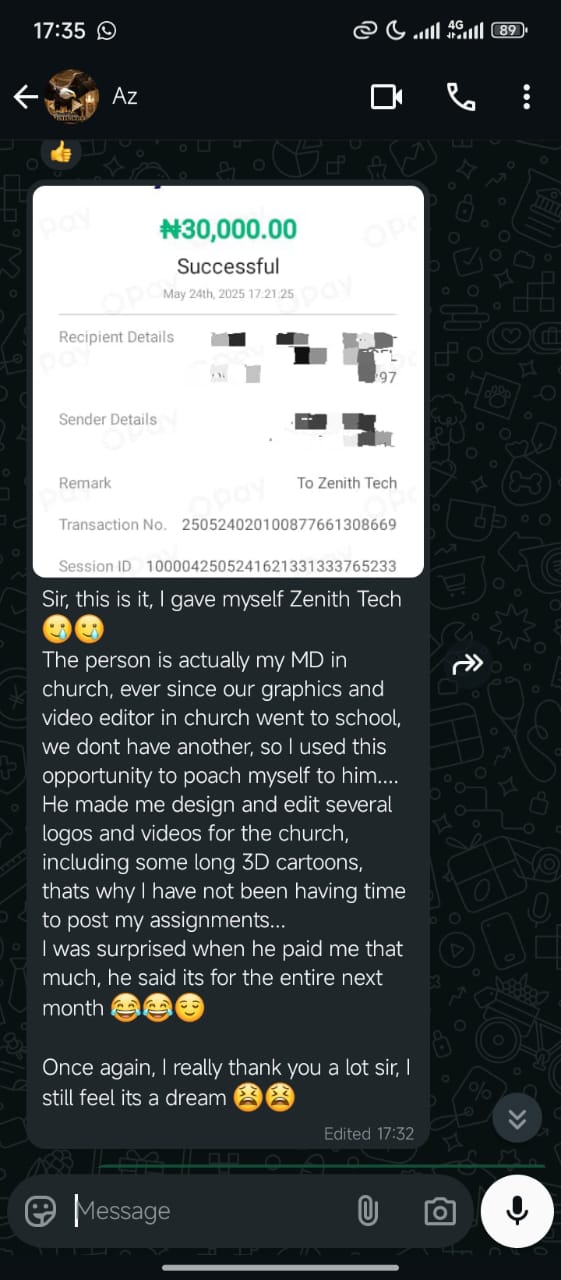 17:35
4G
89
Az
₦30,000.00
Successful
May 24th, 2025 17:21:25
Recipient Details
97
Sender Details
Remark To Zenith Tech
Transaction No. 250524020100877661308669
Session ID 100004250524162133133765233
Sir, this is it, I gave myself Zenith Tech
🥲🥲
The person is actually my MD in
church, ever since our graphics and
video editor in church went to school,
we dont have another, so I used this
opportunity to poach myself to him....
He made me design and edit several
logos and videos for the church,
including some long 3D cartoons,
thats why I have not been having time
to post my assignments...
I was surprised when he paid me that
much, he said its for the entire next
month 😂😂😌
Once again, I really thank you a lot sir, I
still feel its a dream 😫😫
Edited 17:32
Message